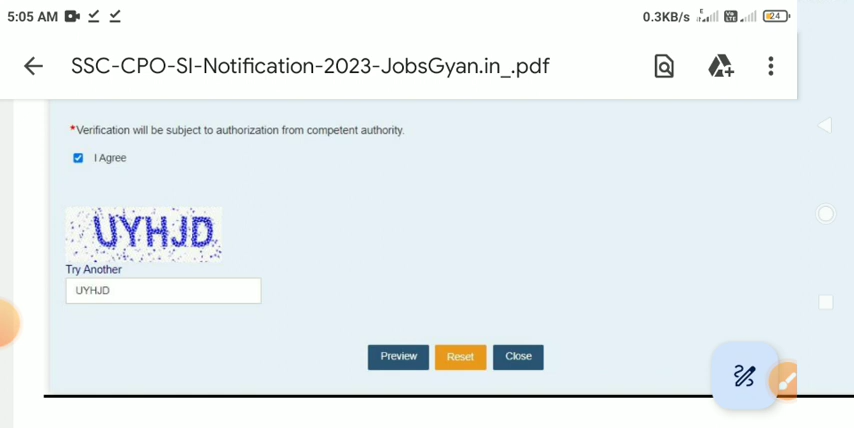 5:05 AM 0.3KB/s 24
SSC-CPO-SI-Notification-2023-JobsGyan.in_.pdf
*Verification will be subject to authorization from competent authority.
I Agree
UYHJD
Try Another
UYHJD
Preview Reset Close